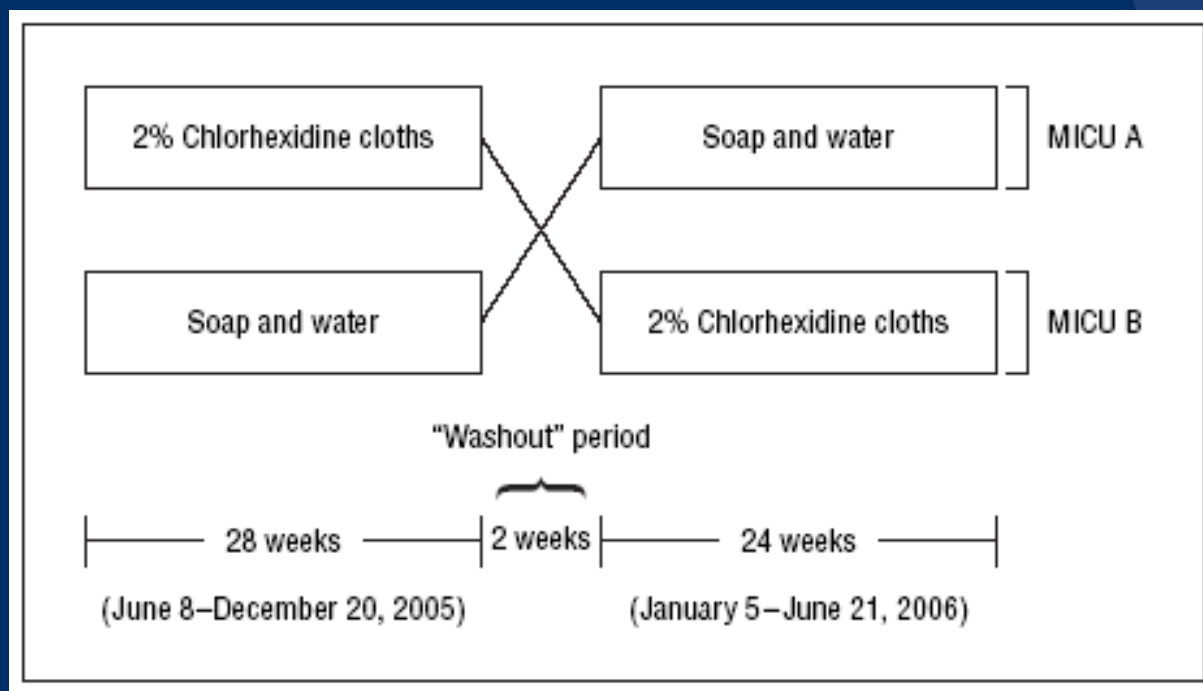 2% Chlorhexidine cloths
Soap and water
MICU A
Soap and water
2% Chlorhexidine cloths
MICU B
“Washout” period
28 weeks
2 weeks
24 weeks
(June 8–December 20, 2005)
(January 5–June 21, 2006)